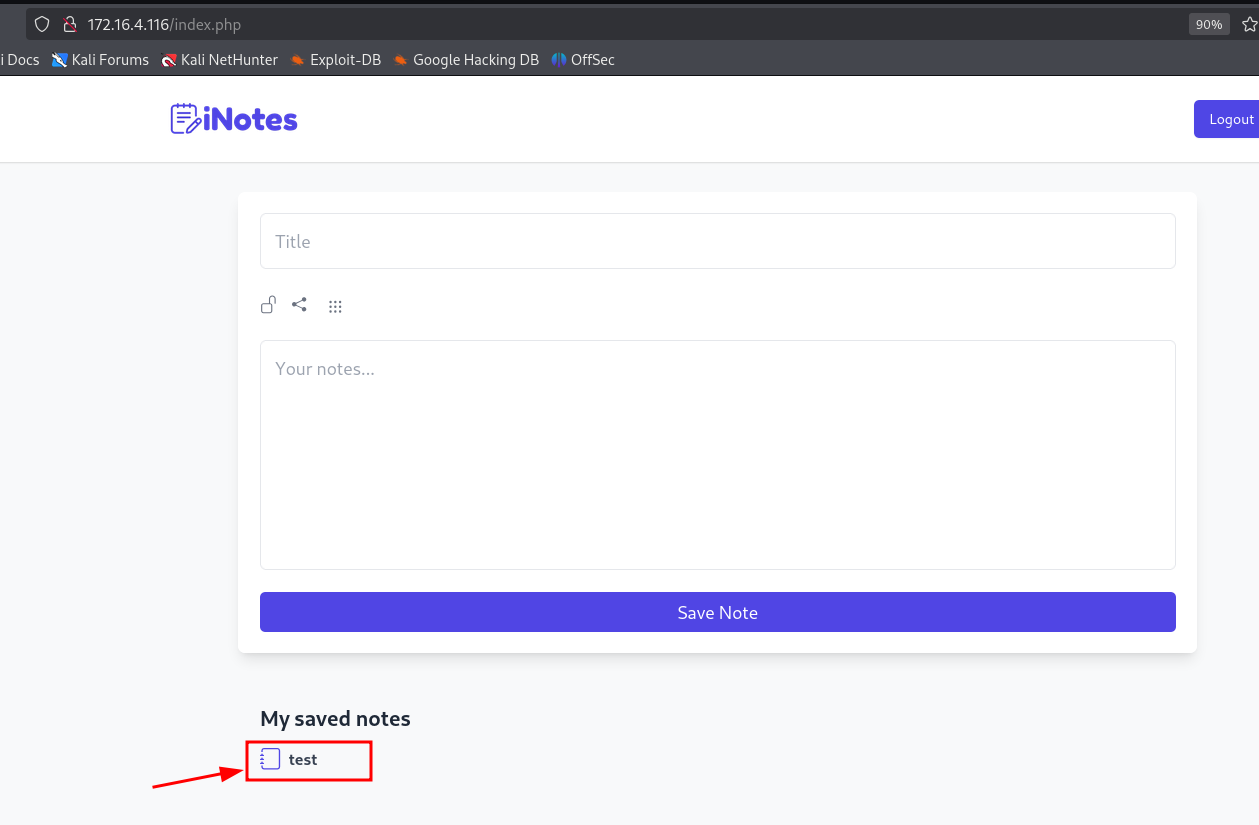 172.16.4.116/index.php
90%
i Docs Kali Forums Kali NetHunter Exploit-DB Google Hacking DB OffSec
iNotes
Logout
Title
Your notes...
Save Note
My saved notes
test